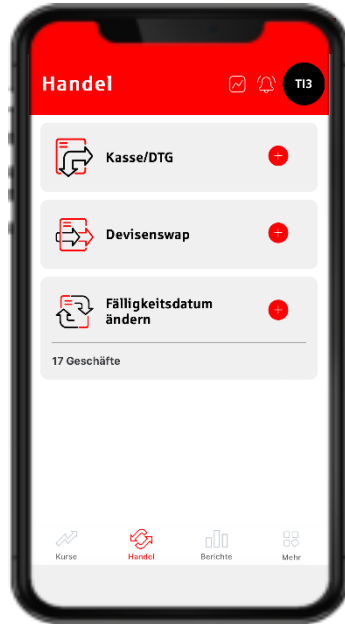 Handel
TI3
Kasse/DTG
Devisenswap
Fälligkeitsdatum
ändern
17 Geschäfte
Kurse
Handel
Berichte
Mehr